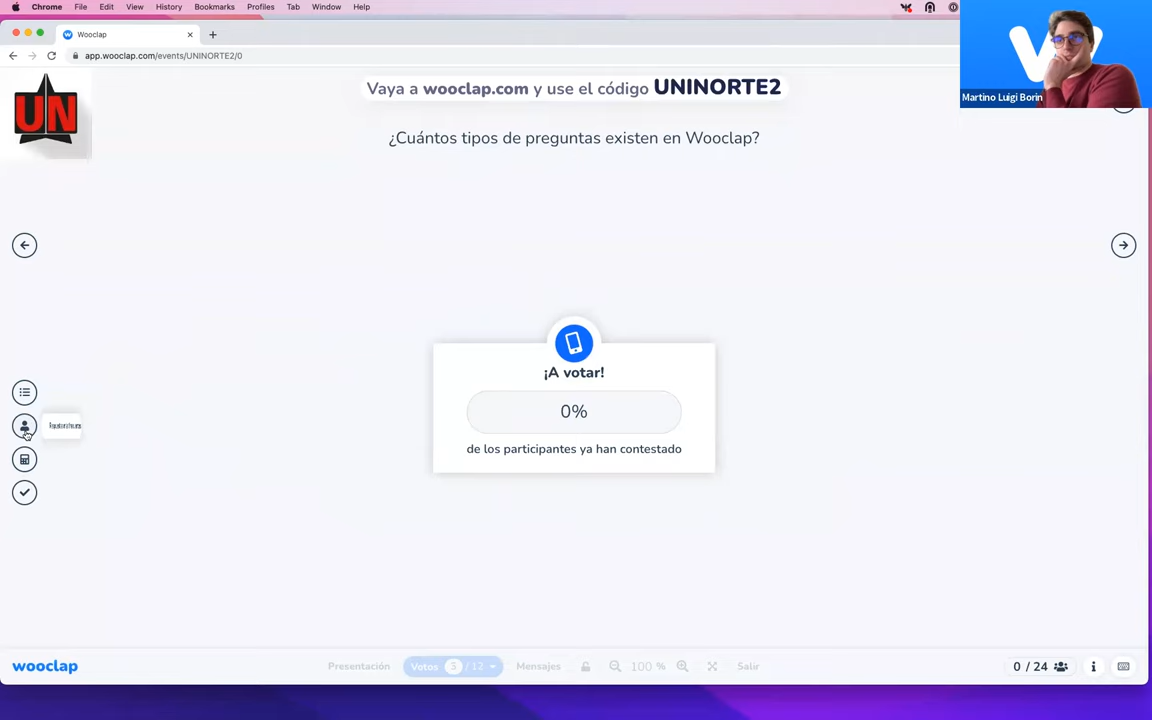 Chrome File Edit View History Bookmarks Profiles Tab Window Help
Wooclap
app.wooclap.com/events/UNINORTE2/0
Martino Luigi Borin
UN
Vaya a wooclap.com y use el código UNINORTE2
¿Cuántos tipos de preguntas existen en Wooclap?
¡A votar!
0%
de los participantes ya han contestado
wooclap
Presentación Votos 5 / 12 Mensajes 100 % Salir 0 / 24